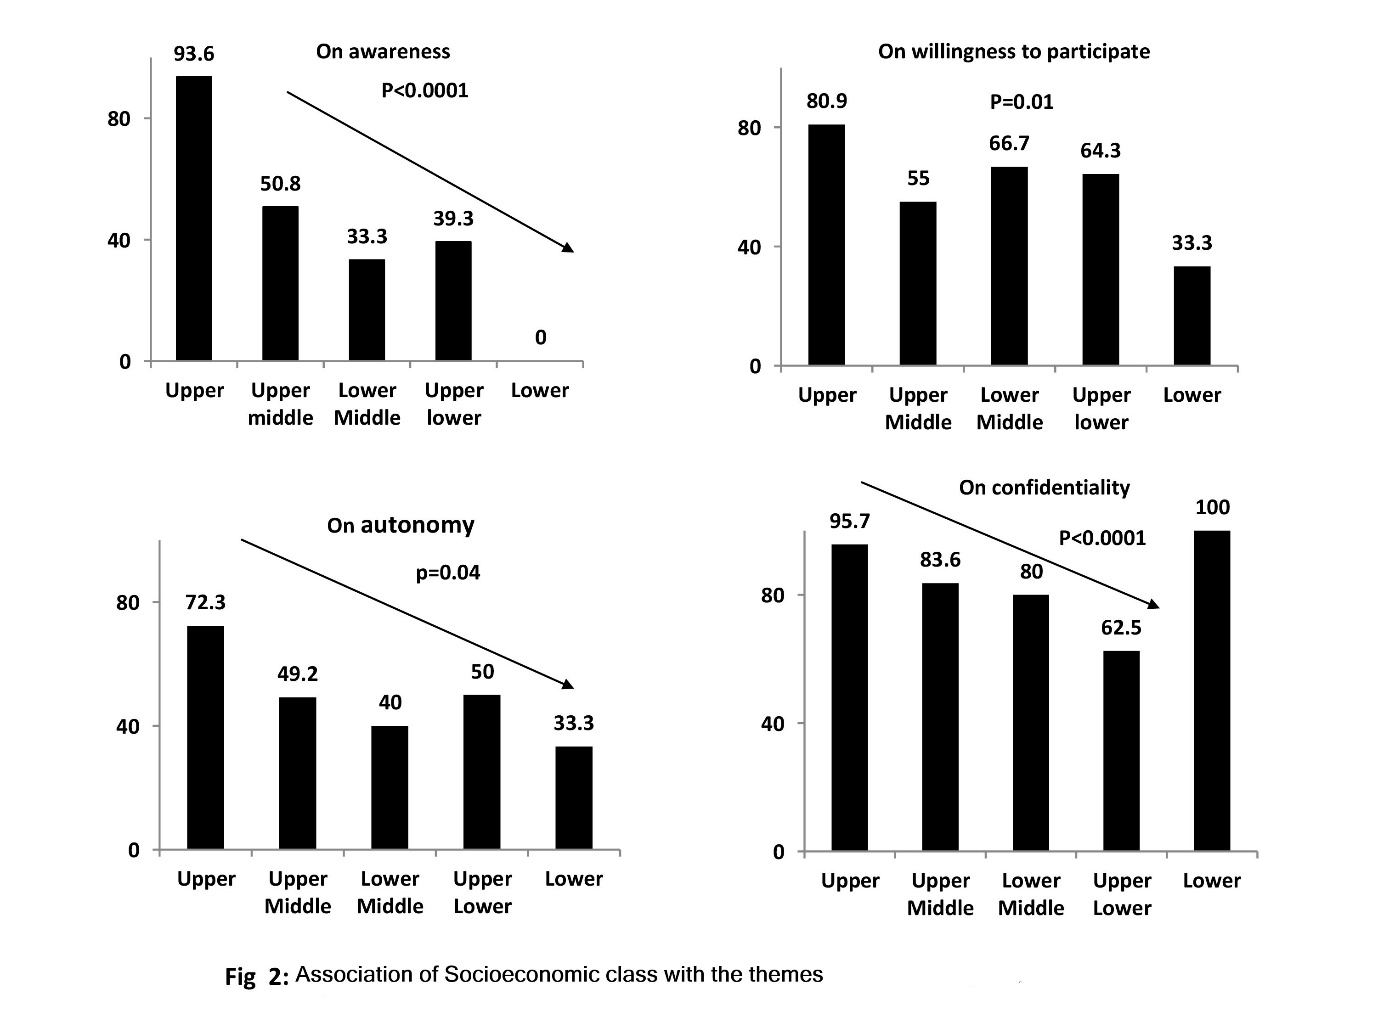 On awareness
P<0.0001
93.6
50.8
33.3
39.3
0
80
40
0
Upper
Upper middle
Lower Middle
Upper lower
Lower
On willingness to participate
P=0.01
80.9
55
66.7
64.3
33.3
80
40
0
Upper
Upper Middle
Lower Middle
Upper lower
Lower
On autonomy
p=0.04
72.3
49.2
40
50
33.3
80
40
0
Upper
Upper Middle
Lower Middle
Upper Lower
Lower
On confidentiality
P<0.0001
95.7
83.6
80
62.5
100
80
40
0
Upper
Upper Middle
Lower Middle
Upper Lower
Lower
Fig 2: Association of Socioeconomic class with the themes